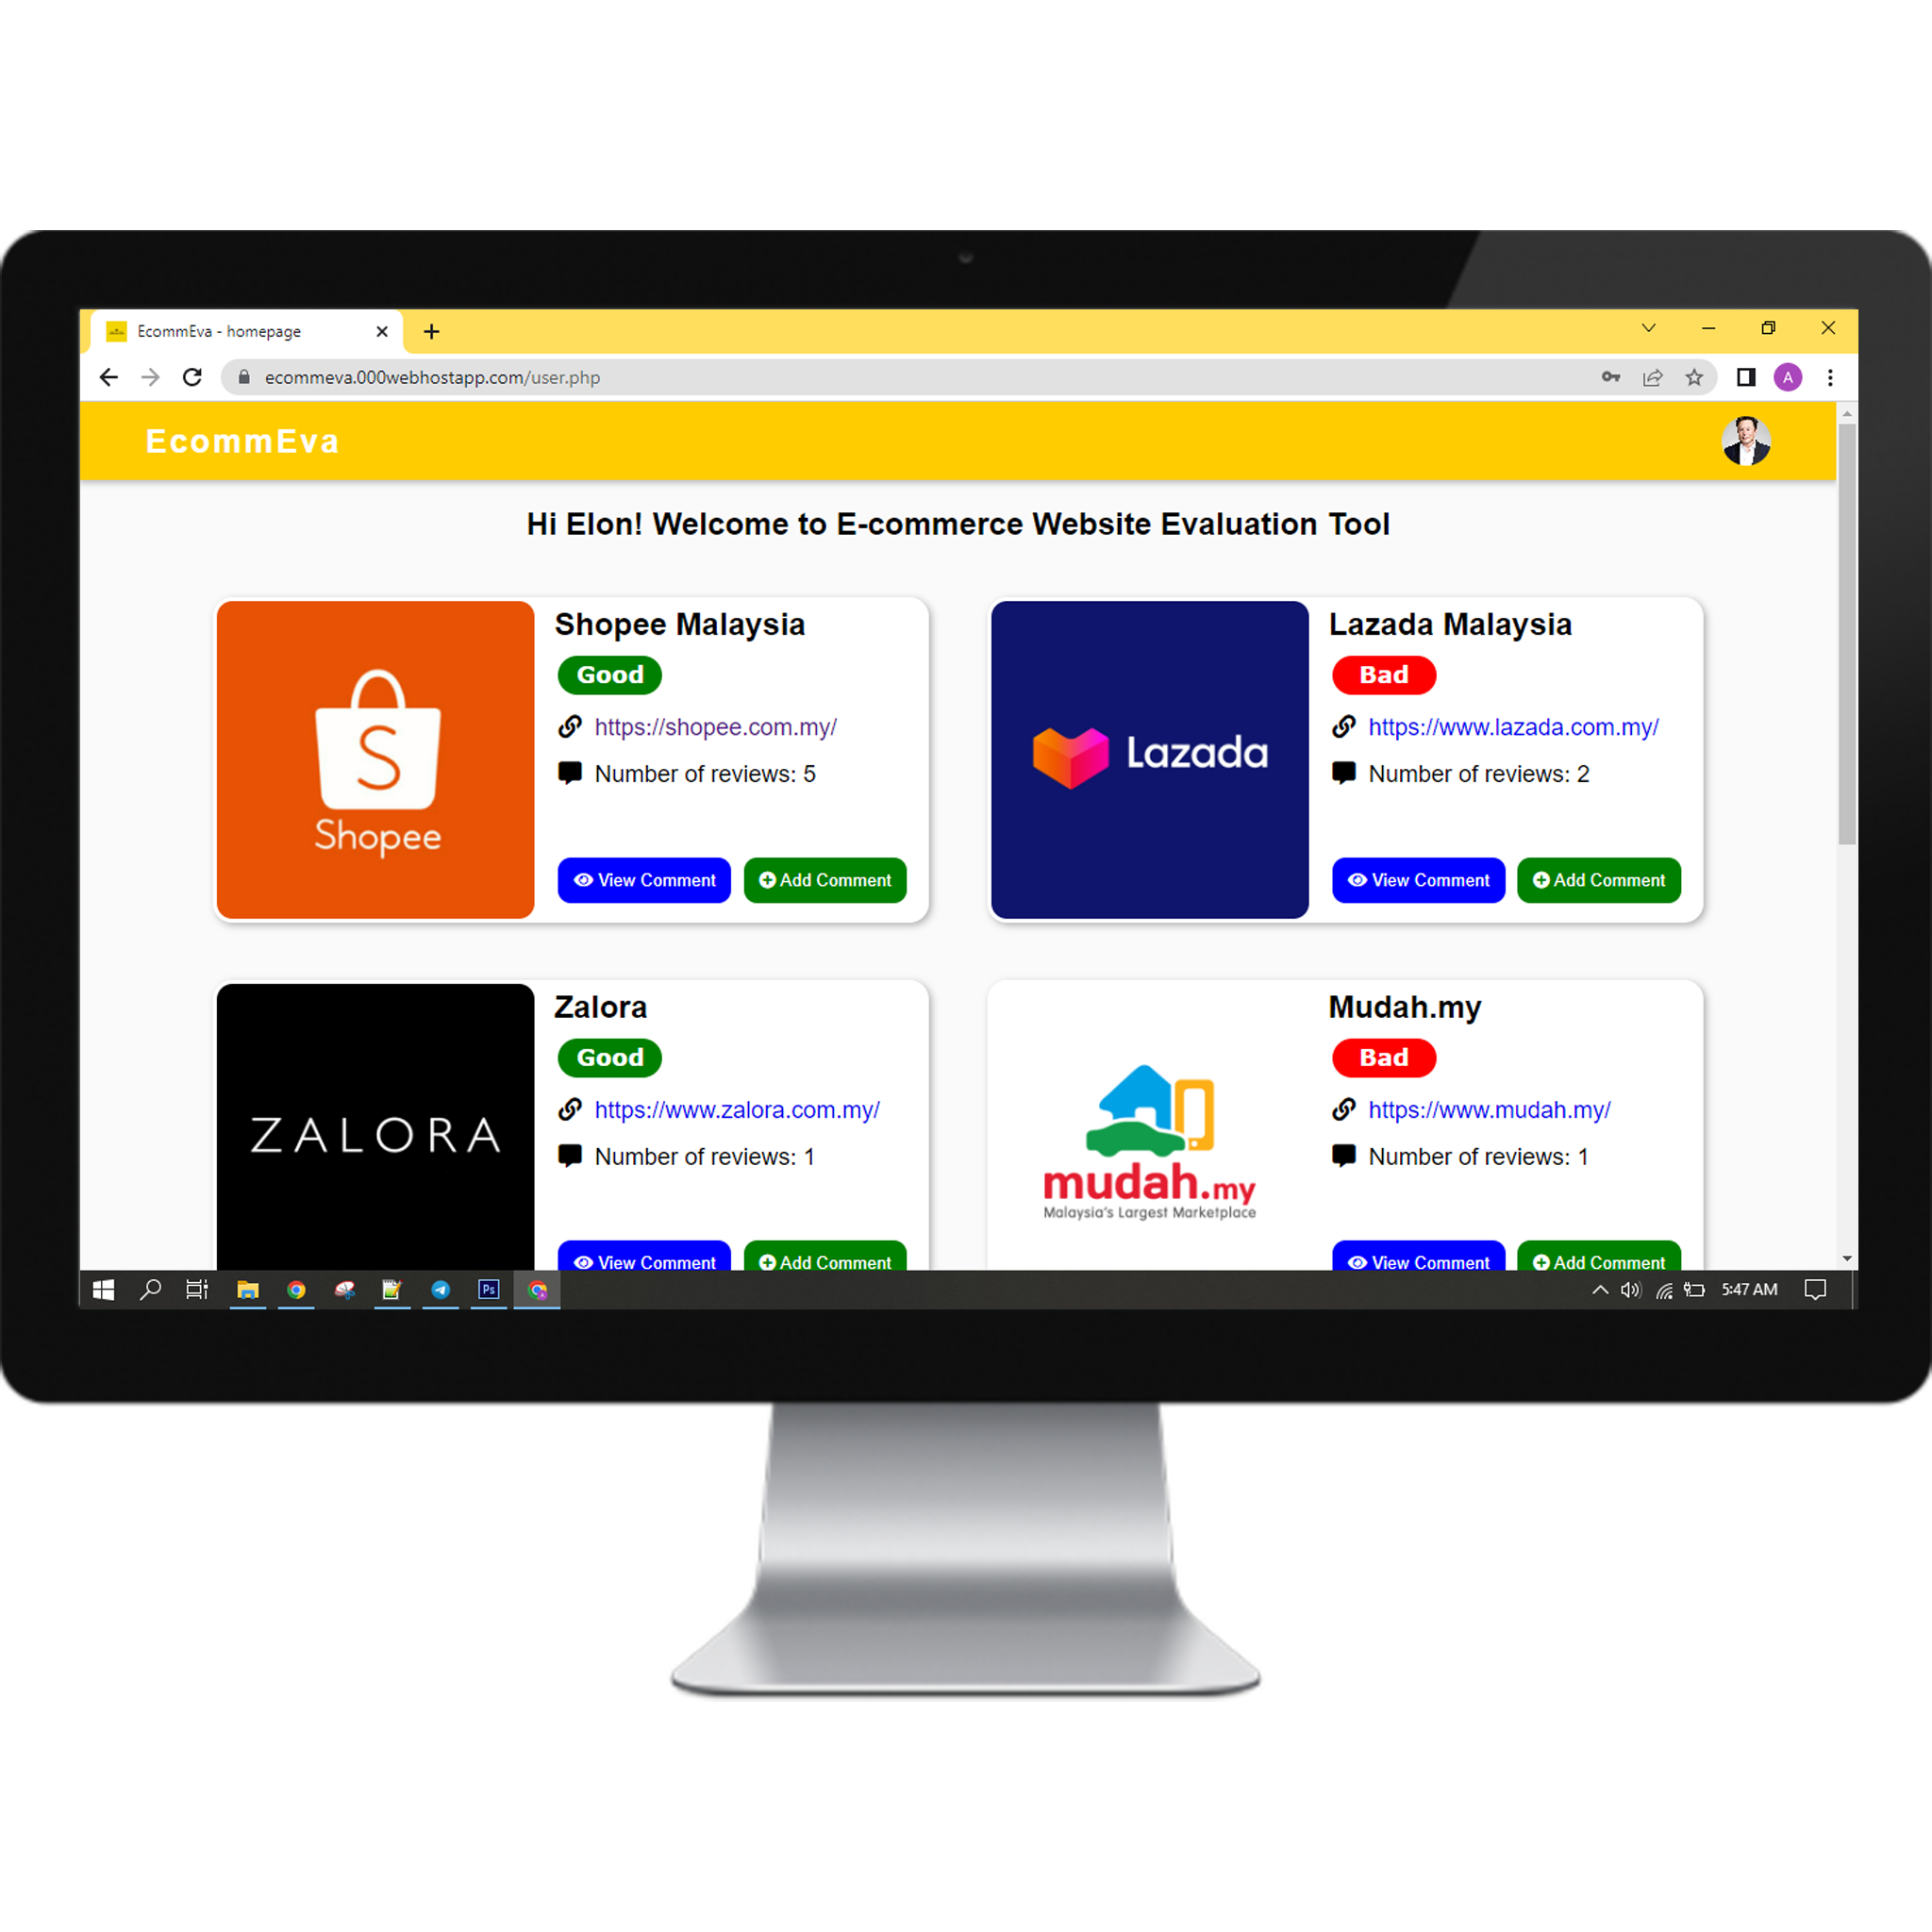 EcommEva - homepage
ecommeva.000webhostapp.com/user.php
A
EcommEva
Hi Elon! Welcome to E-commerce Website Evaluation Tool
S
Shopee
Shopee Malaysia
Good
https://shopee.com.my/
Number of reviews: 5
View Comment
Add Comment
Lazada
Lazada Malaysia
Bad
https://www.lazada.com.my/
Number of reviews: 2
View Comment
Add Comment
ZALORA
Zalora
Good
https://www.zalora.com.my/
Number of reviews: 1
View Comment
Add Comment
mudah.my
Malaysia's Largest Marketplace
Mudah.my
Bad
https://www.mudah.my/
Number of reviews: 1
View Comment
Add Comment
Ps
5:47 AM